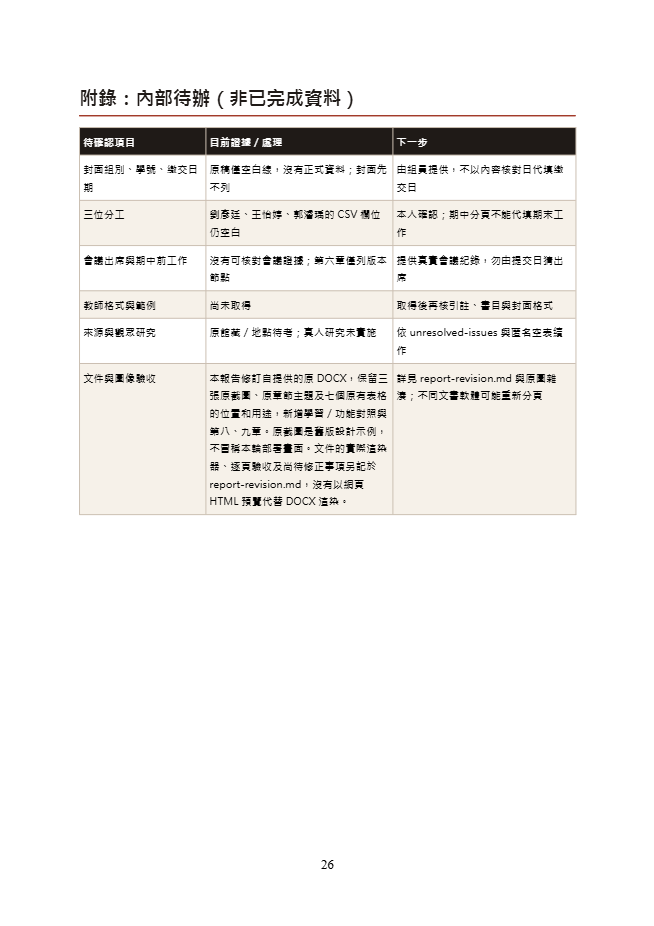 附錄：內部待辦（非已完成資料）
待確認項目 目前證據 / 處理 下一步
封面組別、學號、繳交日期 原稿僅空白線，沒有正式資料；封面先不列 由組員提供，不以內容核對日代填繳交日
三位分工 劉彥廷、王怡婷、郭濬瑀的 CSV 欄位仍空白 本人確認；期中分頁不能代填期末工作
會議出席與期中前工作 沒有可核對會議證據；第六章僅列版本節點 提供真實會議紀錄，勿由提交日猜出席
教師格式與範例 尚未取得 取得後再核引註、書目與封面格式
來源與觀眾研究 原館藏 / 地點待考；真人研究未實施 依 unresolved-issues 與匿名空表續作
文件與圖像驗收 本報告修訂自提供的原 DOCX，保留三張原截圖、原章節主題及七個原有表格的位置和用途，新增學習 / 功能對照與第八、九章。原截圖是舊版設計示例，不冒稱本輪部署畫面。文件的實際渲染器、逐頁驗收及尚待修正事項另記於 report-revision.md，沒有以網頁 HTML 預覽代替 DOCX 渲染。 詳見 report-revision.md 與原圖雜湊；不同文書軟體可能重新分頁
26